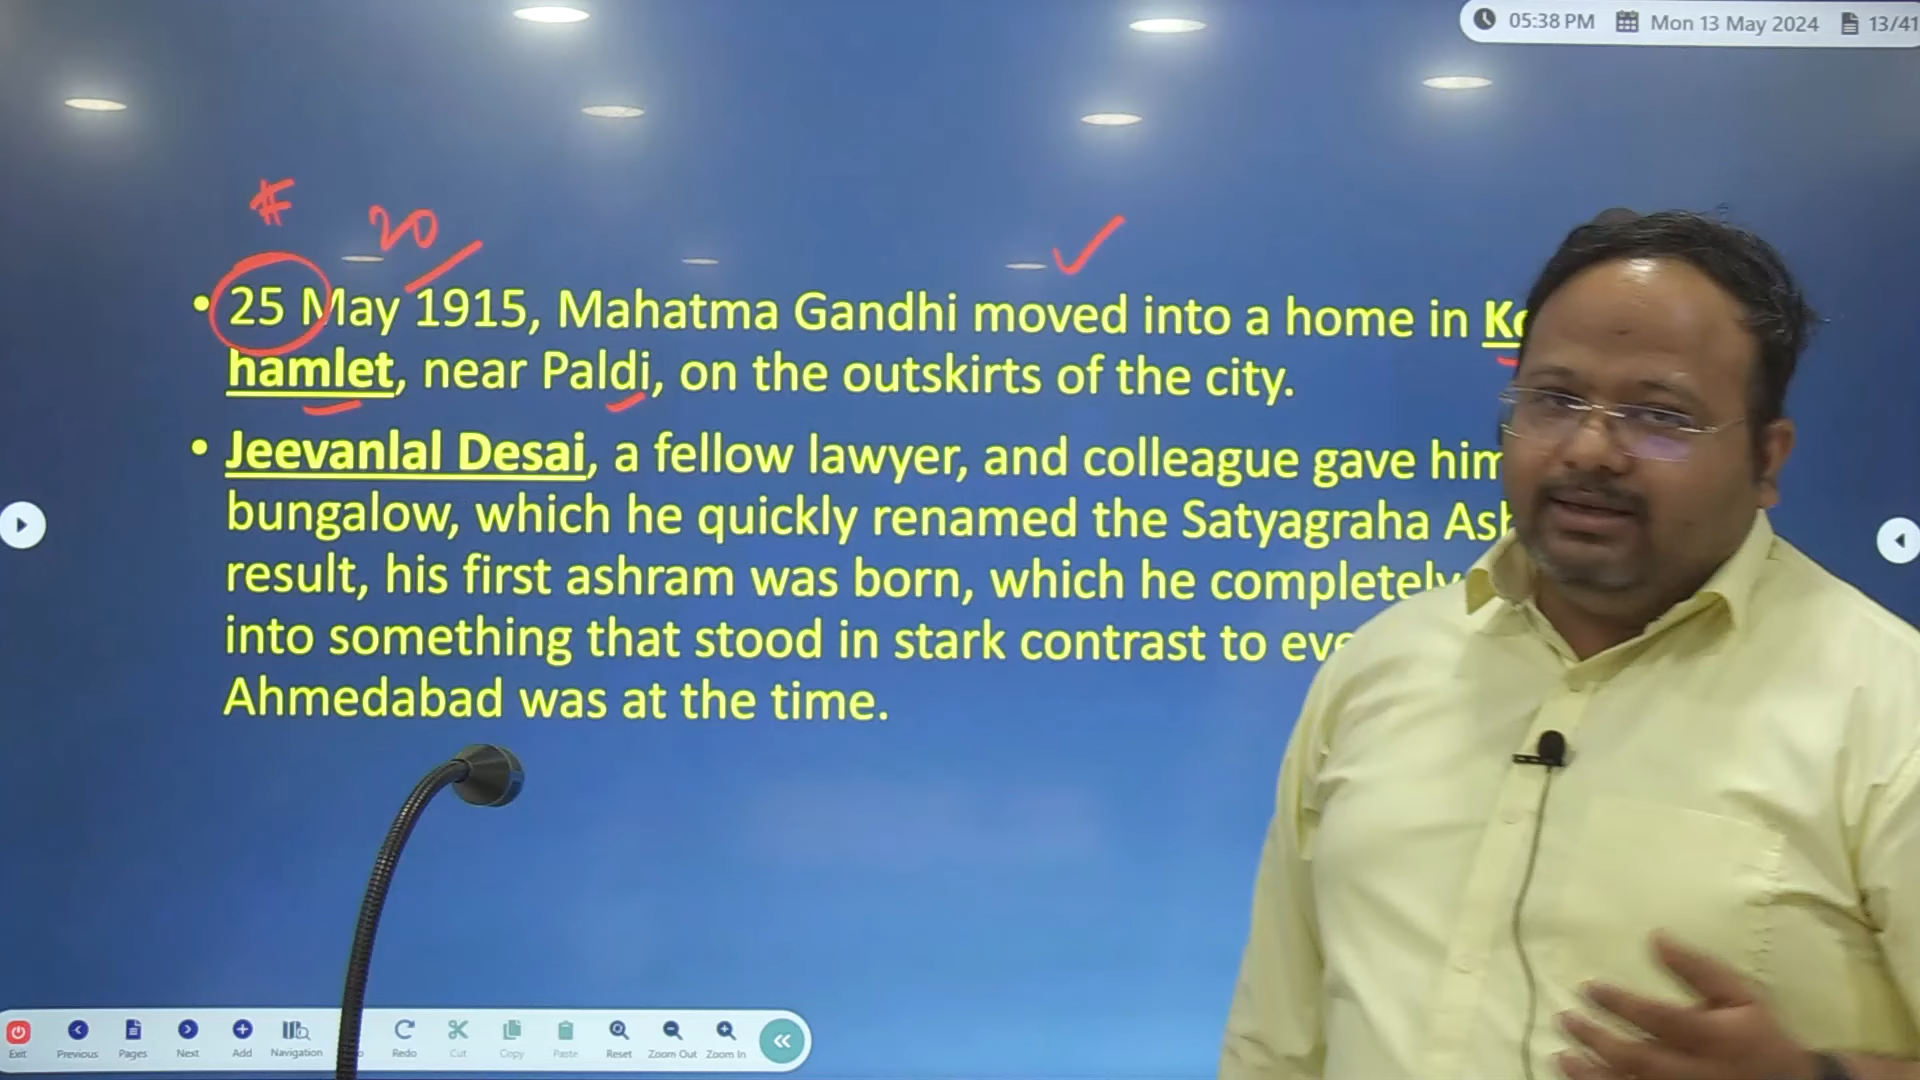 05:38 PM Mon 13 May 2024 13/41
#
20
• 25 May 1915, Mahatma Gandhi moved into a home in
hamlet, near Paldi, on the outskirts of the city.
• Jeevanlal Desai, a fellow lawyer, and colleague gave him
bungalow, which he quickly renamed the Satyagraha
result, his first ashram was born, which he completely
into something that stood in stark contrast to
Ahmedabad was at the time.
Exit Previous Pages Next Add Navigation Redo Cut Copy Paste Reset Zoom Out Zoom In